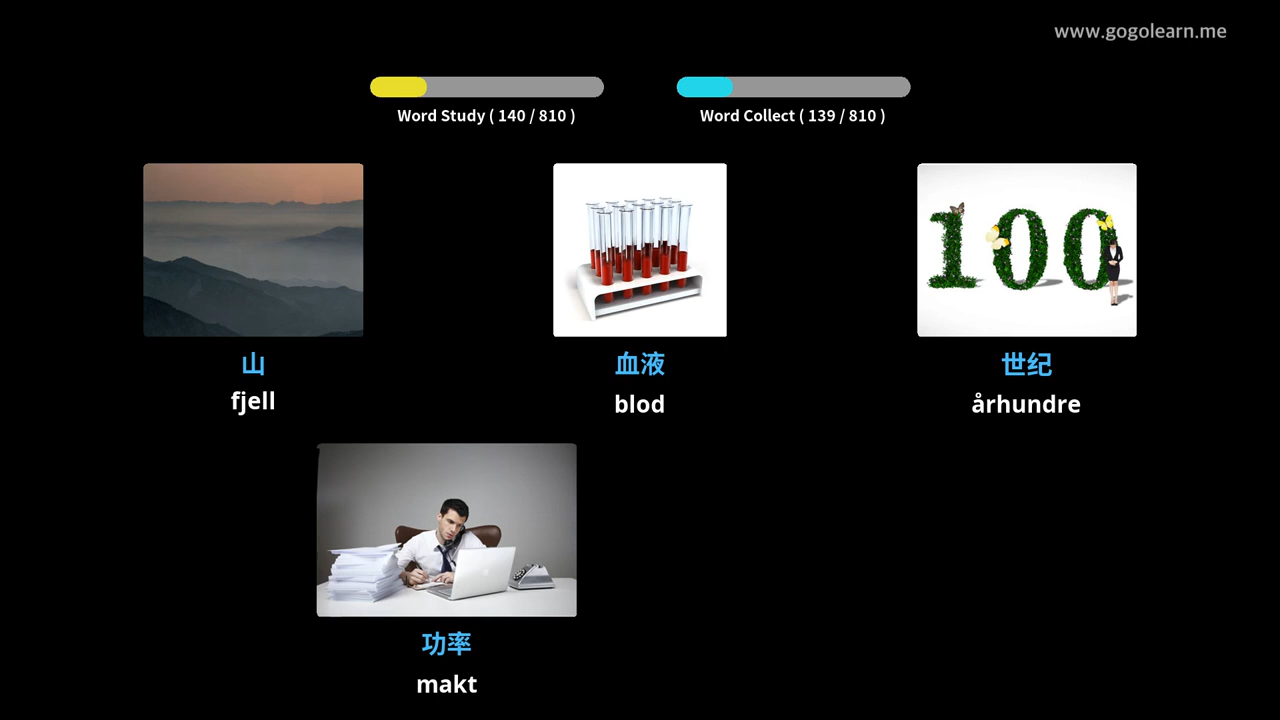 www.gogolearn.me
Word Study ( 140 / 810 )
Word Collect ( 139 / 810 )
100
山
fjell
血液
blod
世纪
århundre
功率
makt